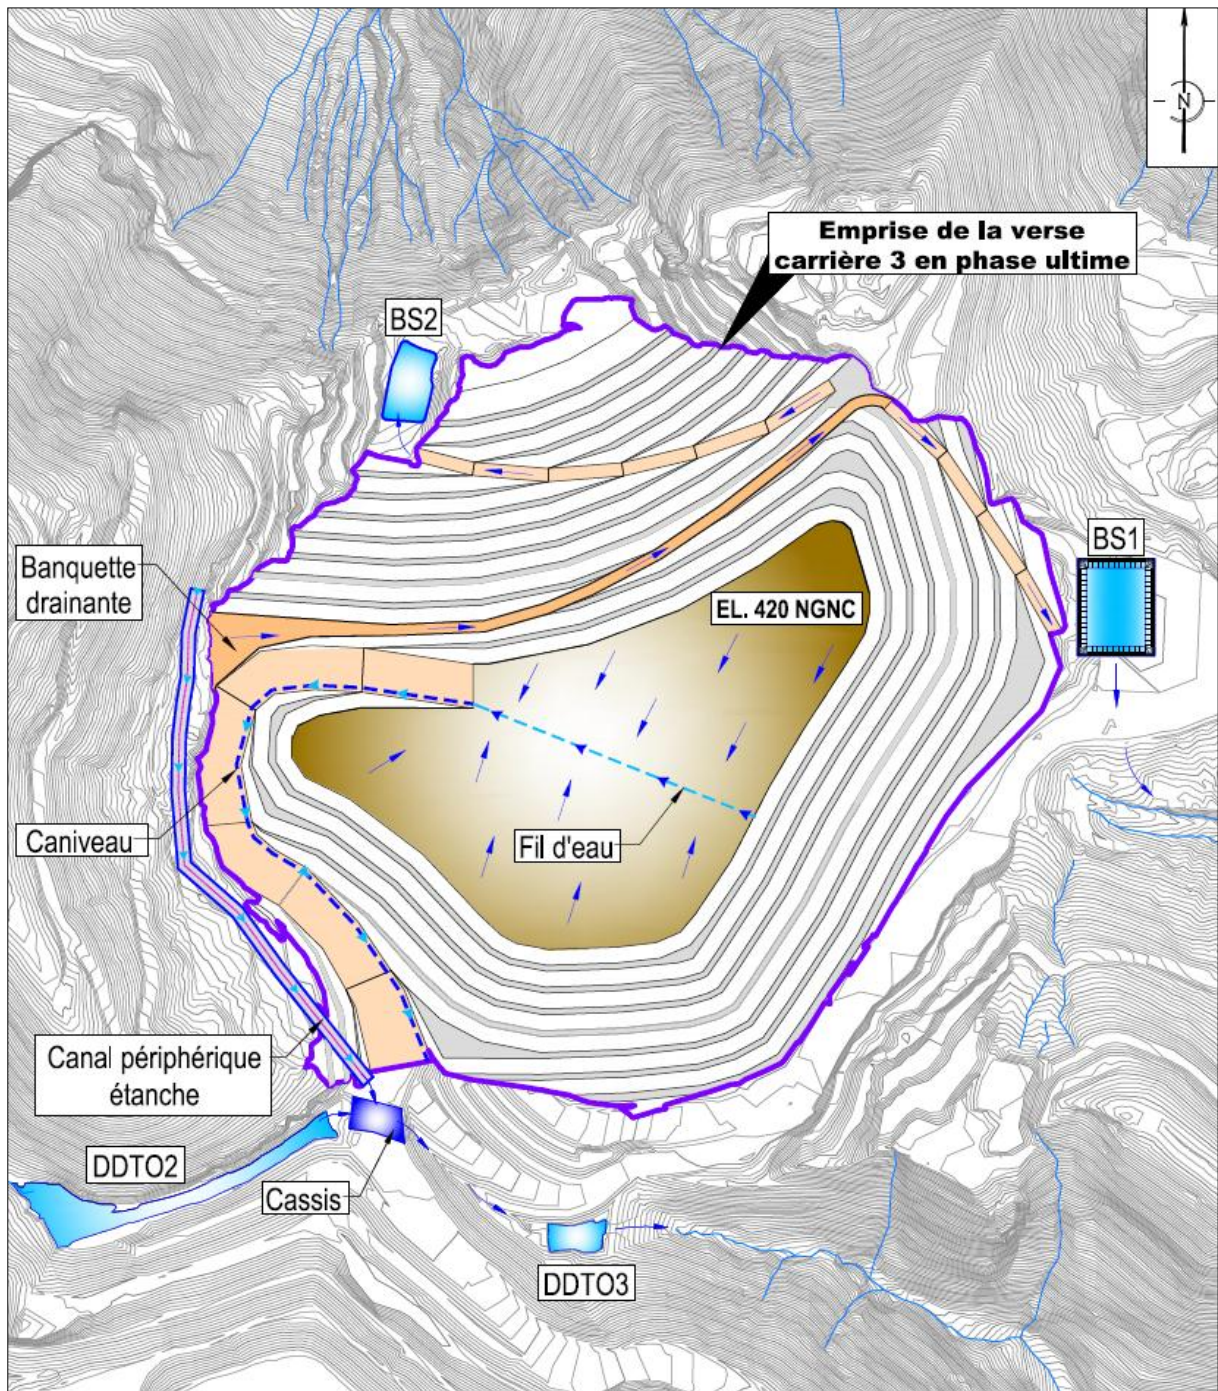 N
Emprise de la verse
carrière 3 en phase ultime
BS2
BS1
Banquette
drainante
EL. 420 NGNC
Caniveau
Fil d'eau
Canal périphérique
étanche
DDTO2
Cassis
DDTO3